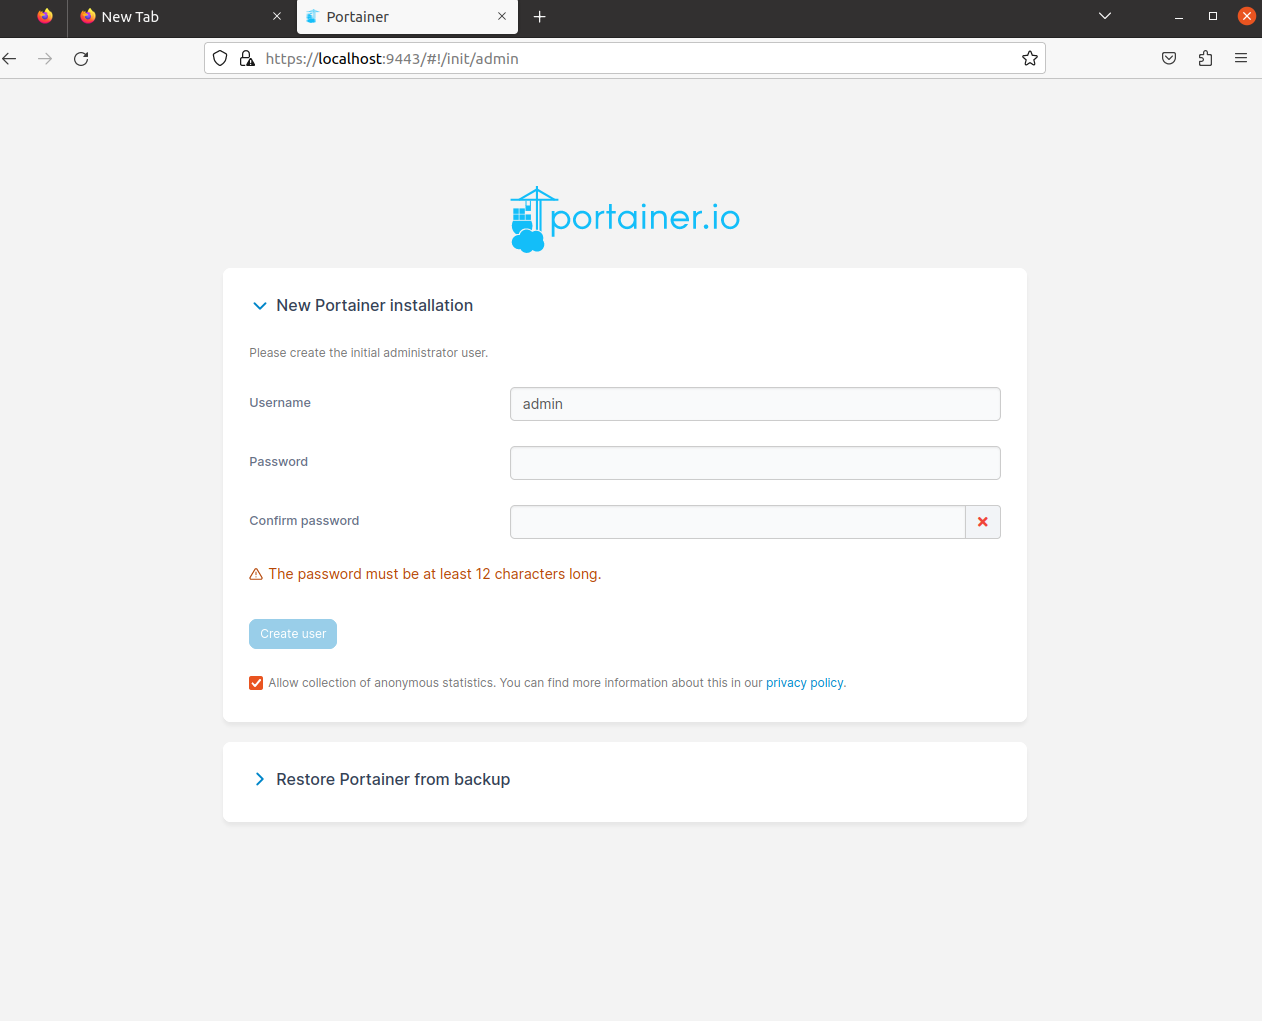 New Tab
Portainer
https://localhost:9443/#!/init/admin
portainer.io
New Portainer installation
Please create the initial administrator user.
Username
admin
Password
Confirm password
The password must be at least 12 characters long.
Create user
Allow collection of anonymous statistics. You can find more information about this in our privacy policy.
Restore Portainer from backup